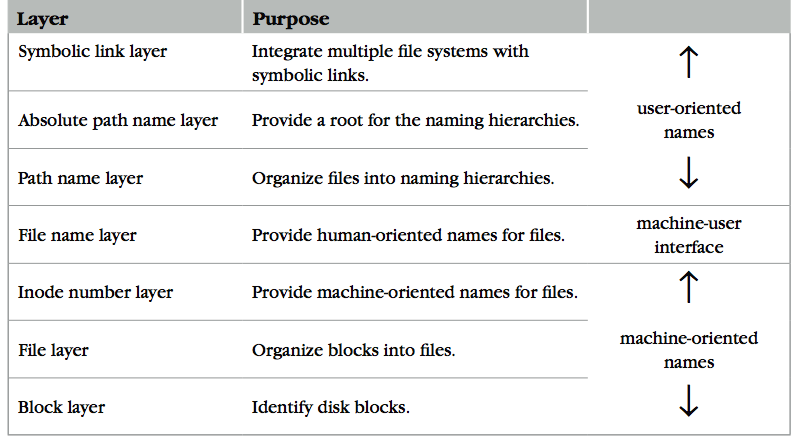 Layer Purpose
Symbolic link layer Integrate multiple file systems with
symbolic links.
Absolute path name layer Provide a root for the naming hierarchies.
user-oriented
names
Path name layer Organize files into naming hierarchies.
File name layer Provide human-oriented names for files.
machine-user
interface
Inode number layer Provide machine-oriented names for files.
File layer Organize blocks into files.
machine-oriented
names
Block layer Identify disk blocks.